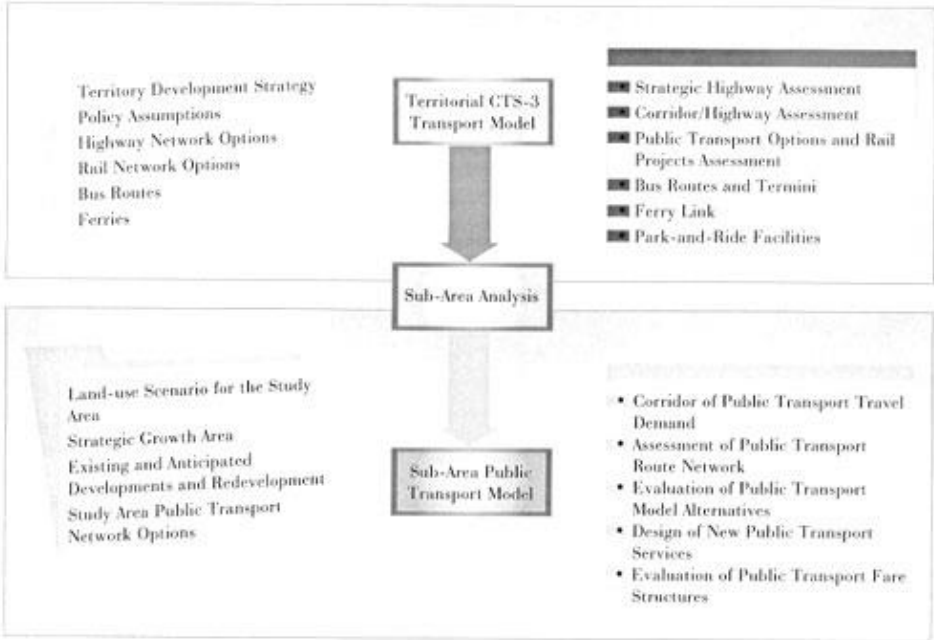 Territory Development Strategy
Policy Assumptions
Highway Network Options
Rail Network Options
Bus Routes
Ferries
Territorial CTS-3
Transport Model
Strategic Highway Assessment
Corridor/Highway Assessment
Public Transport Options and Rail
Projects Assessment
Bus Routes and Termini
Ferry Link
Park-and-Ride Facilities
Sub-Area Analysis
Land-use Scenario for the Study
Area
Strategic Growth Area
Existing and Anticipated
Developments and Redevelopment
Study Area Public Transport
Network Options
Sub-Area Public
Transport Model
Corridor of Public Transport Travel
Demand
Assessment of Public Transport
Route Network
Evaluation of Public Transport
Model Alternatives
Design of New Public Transport
Services
Evaluation of Public Transport Fare
Structures